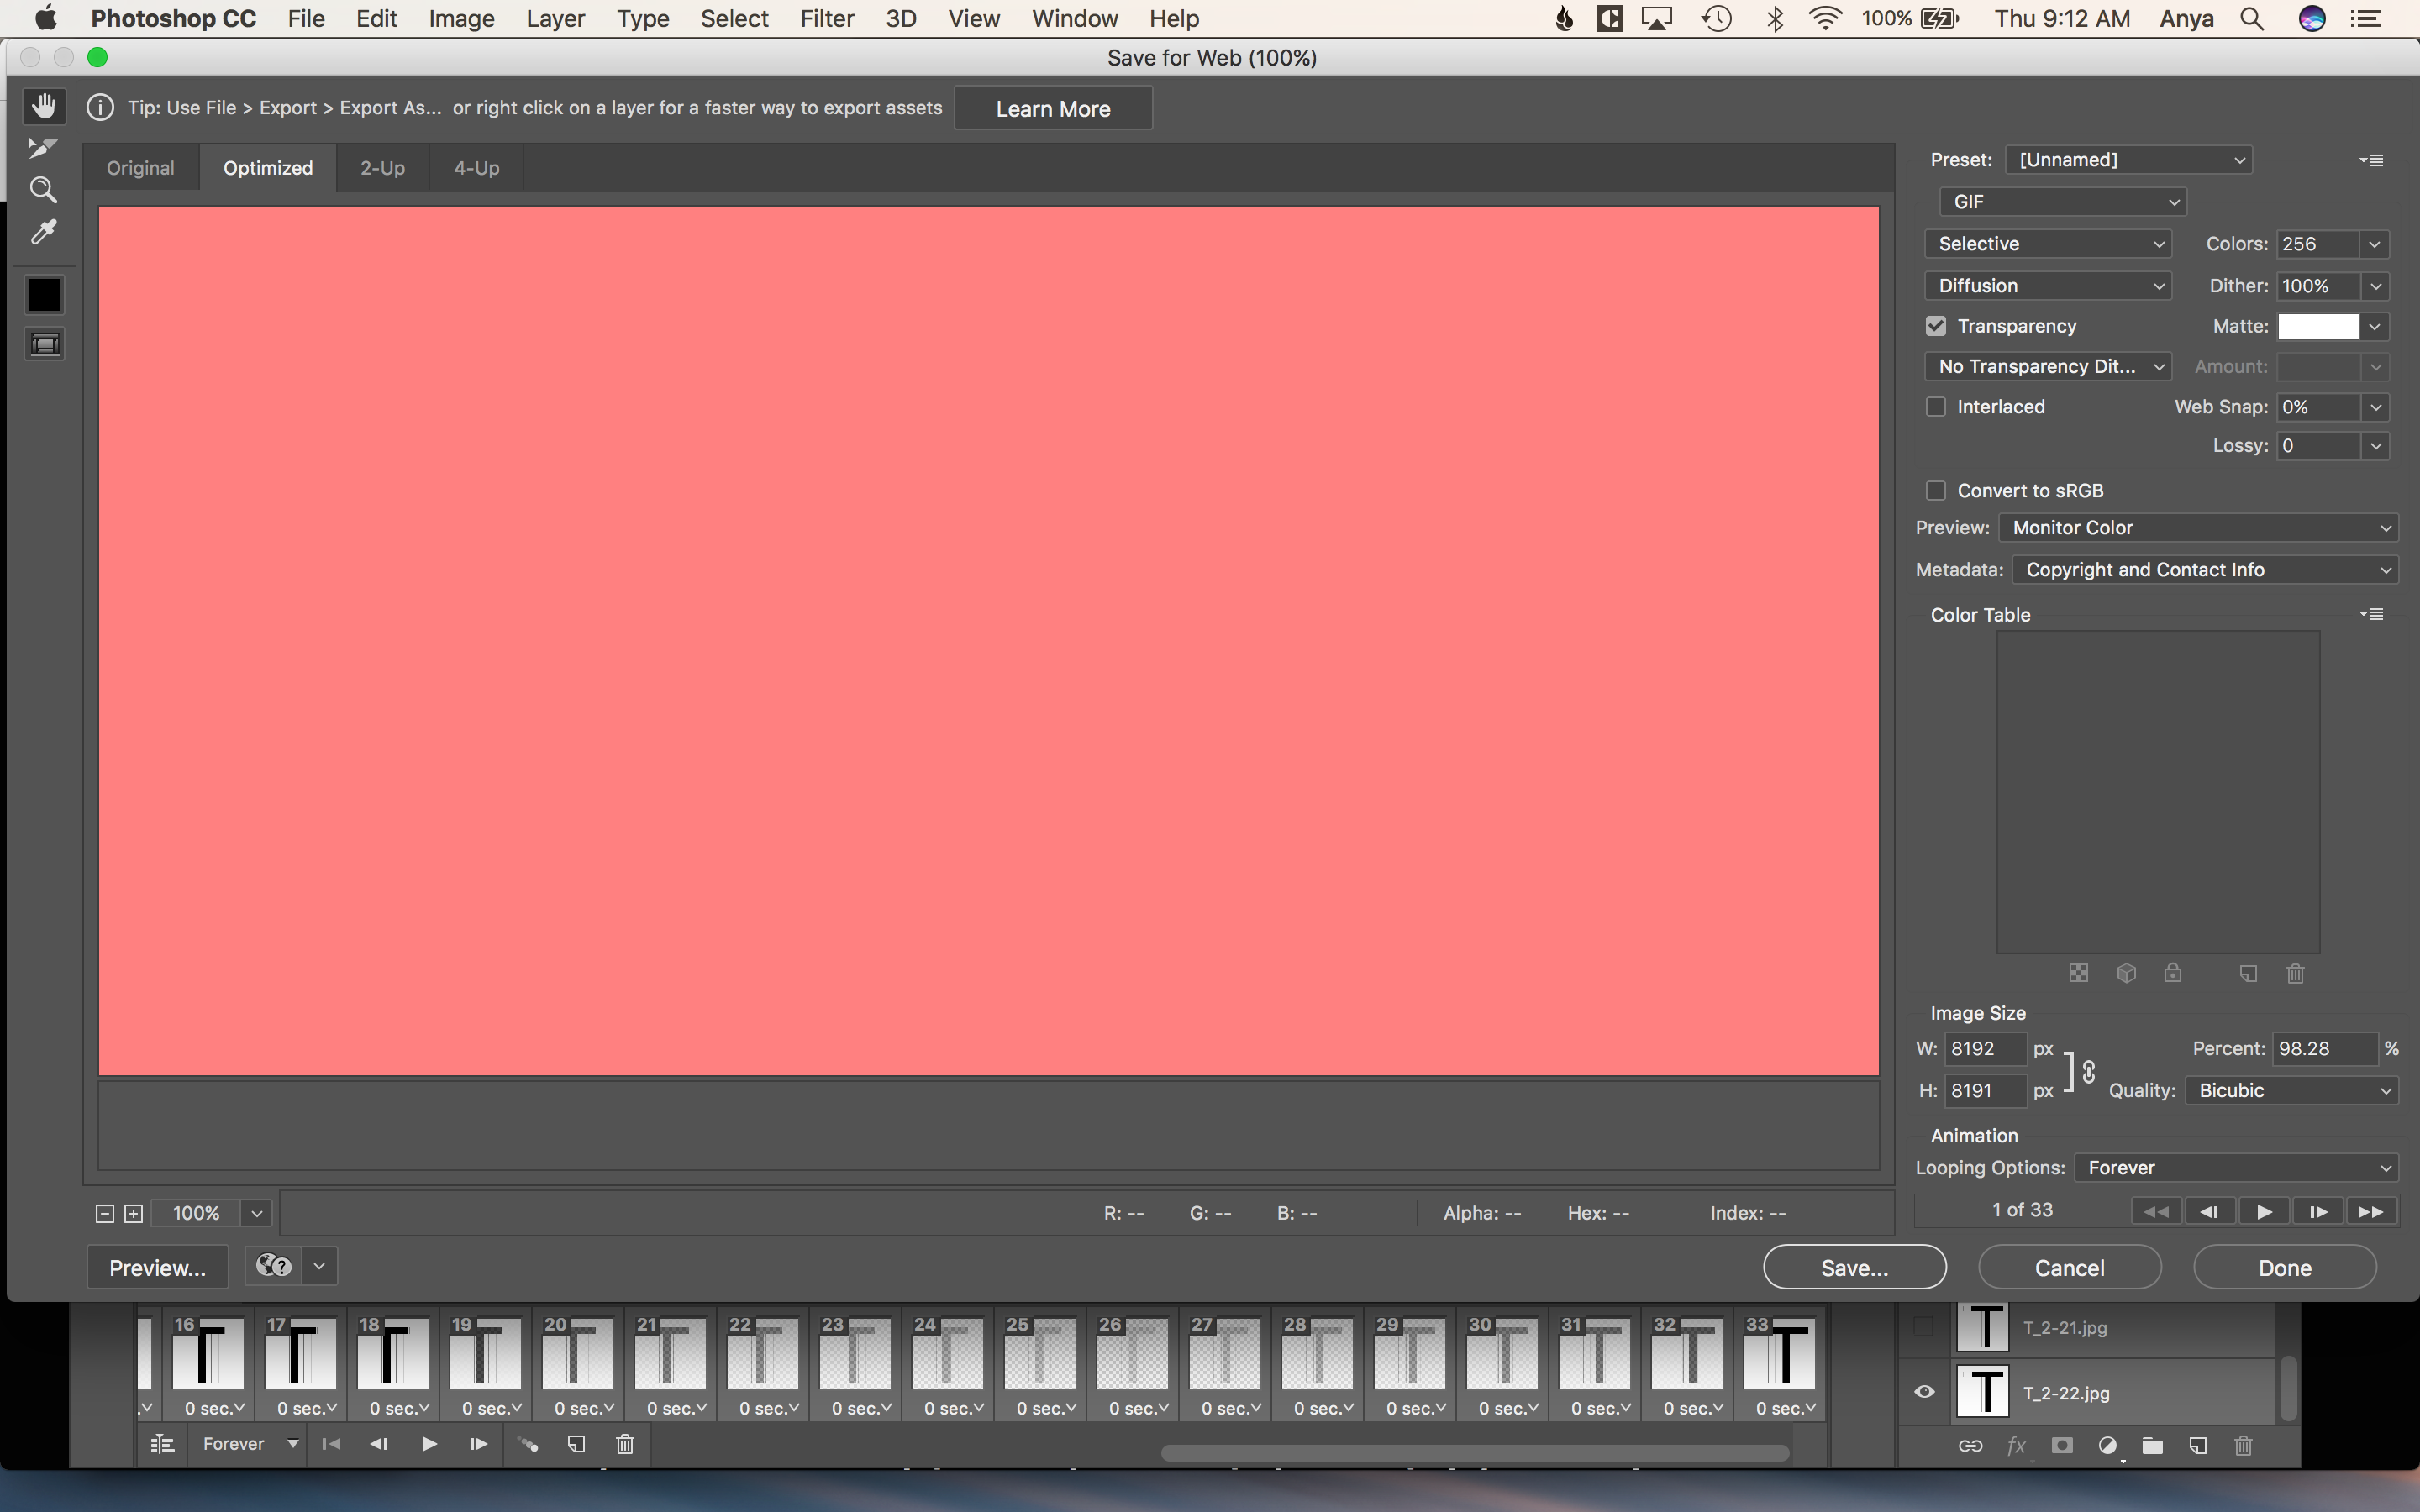 Photoshop CC File Edit Image Layer Type Select Filter 3D View Window Help 100% Thu 9:12 AM Anya
Save for Web (100%)
Tip: Use File > Export > Export As... or right click on a layer for a faster way to export assets Learn More
Original Optimized 2-Up 4-Up
Preset: [Unnamed]
GIF
Selective Colors: 256
Diffusion Dither: 100%
Transparency Matte:
No Transparency Dit... Amount:
Interlaced Web Snap: 0%
Lossy: 0
Convert to sRGB
Preview: Monitor Color
Metadata: Copyright and Contact Info
Color Table
Image Size
W: 8192 px Percent: 98.28 %
H: 8191 px Quality: Bicubic
Animation
Looping Options: Forever
1 of 33
100% R: -- G: -- B: -- Alpha: -- Hex: -- Index: --
Preview... ? Save... Cancel Done
16 17 18 19 20 21 22 23 24 25 26 27 28 29 30 31 32 33
T T_2-21.jpg
T T_2-22.jpg
0 sec. 0 sec. 0 sec. 0 sec. 0 sec. 0 sec. 0 sec. 0 sec. 0 sec. 0 sec. 0 sec. 0 sec. 0 sec. 0 sec. 0 sec. 0 sec. 0 sec. 0 sec.
Forever fx